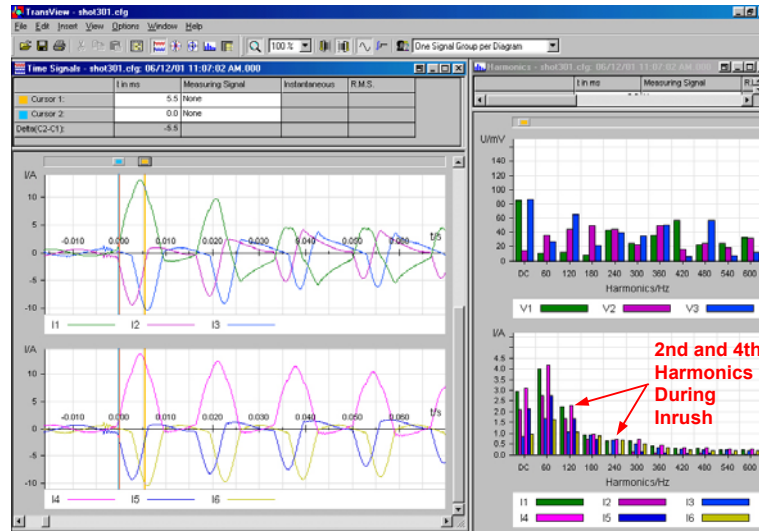 TransView - shot301.cfg
File Edit Insert View Options Window Help
100 % One Signal Group per Diagram
Time Signals - shot301.cfg: 06/12/01 11:07:02 AM.000
t in ms Measuring Signal Instantaneous R.M.S.
Cursor 1: 5.5 None
Cursor 2: 0.0 None
Delta(C2-C1): -5.5
I/A
10
5
0
-5
-10
-0.010 0.000 0.010 0.020 0.030 0.040 0.050 0.060 t/s
I1 I2 I3
I/A
10
5
0
-5
-10
-0.010 0.000 0.010 0.020 0.030 0.040 0.050 t/s
I4 I5 I6
Harmonics - shot301.cfg: 06/12/01 11:07:02 AM.000
t in ms Measuring Signal
U/mV
140
120
100
80
60
40
20
0
DC 60 120 180 240 300 360 420 480 540 600
Harmonics/Hz
V1 V2 V3
I/A
4.5
4.0
3.5
3.0
2.5
2.0
1.5
1.0
0.5
0.0
2nd and 4th
Harmonics
During
Inrush
DC 60 120 180 240 300 360 420 480 540 600
Harmonics/Hz
I1 I2 I3
I4 I5 I6